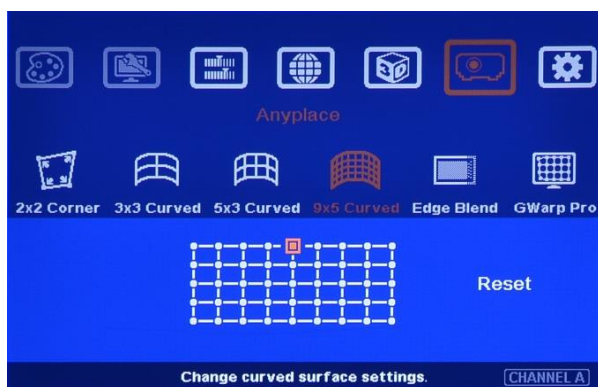 3D
Anyplace
2x2 Corner 3x3 Curved 5x3 Curved 9x5 Curved Edge Blend GWarp Pro
Reset
Change curved surface settings.
CHANNEL A